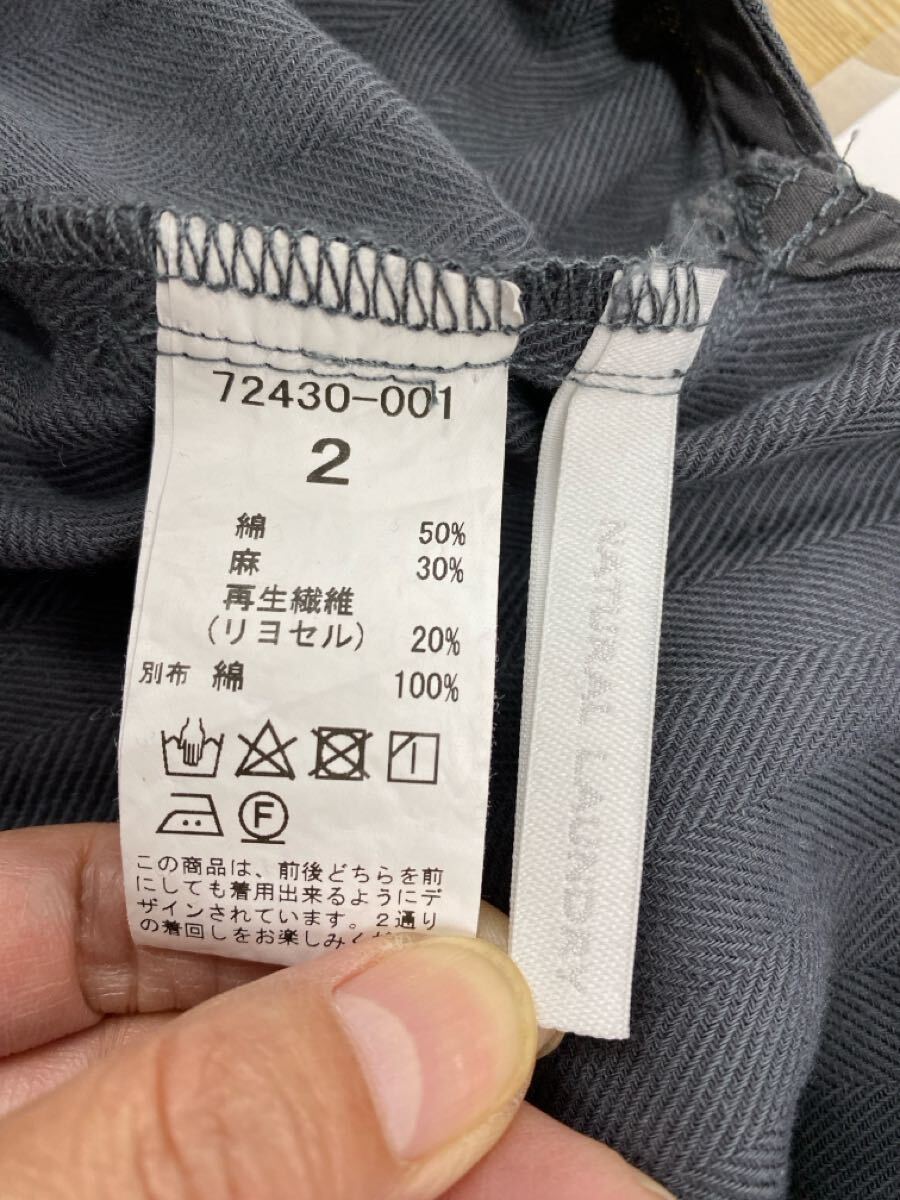 72430-001
2
綿 50%
麻 30%
再生繊維
(リヨセル) 20%
別布 綿 100%
F
この商品は、前後どちらを前
にしても着用出来るようにデ
ザインされています。2通り
の着回しをお楽しみくだ
NATURAL LAUNDRY